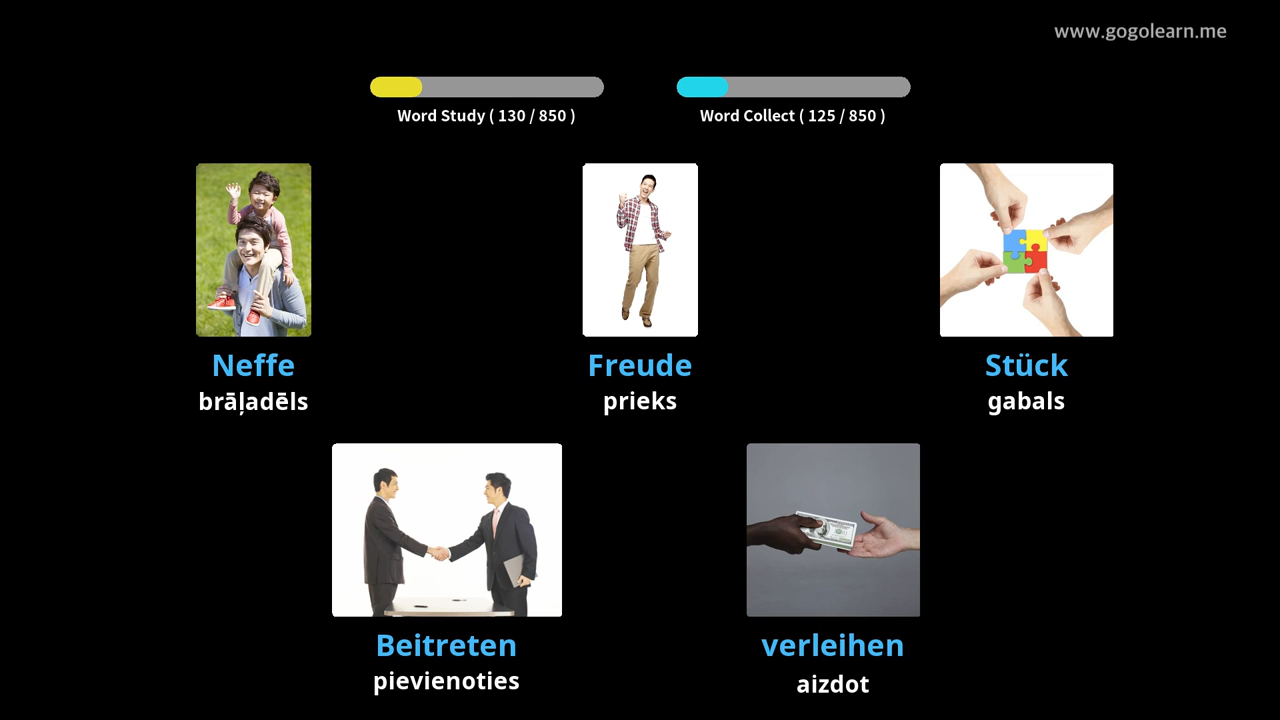 www.gogolearn.me
Word Study ( 130 / 850 )
Word Collect ( 125 / 850 )
Neffe
brāļadēls
Freude
prieks
Stück
gabals
Beitreten
pievienoties
verleihen
aizdot